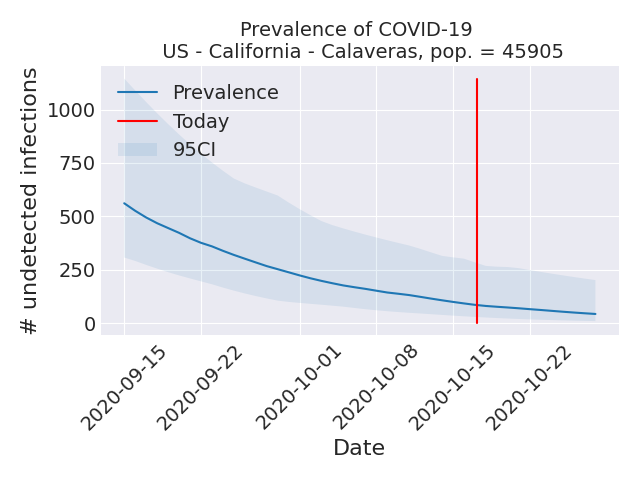 Prevalence of COVID-19
US - California - Calaveras, pop. = 45905
# undetected infections
1000
750
500
250
0
Prevalence
Today
95CI
2020-09-15
2020-09-22
2020-10-01
2020-10-08
2020-10-15
2020-10-22
Date